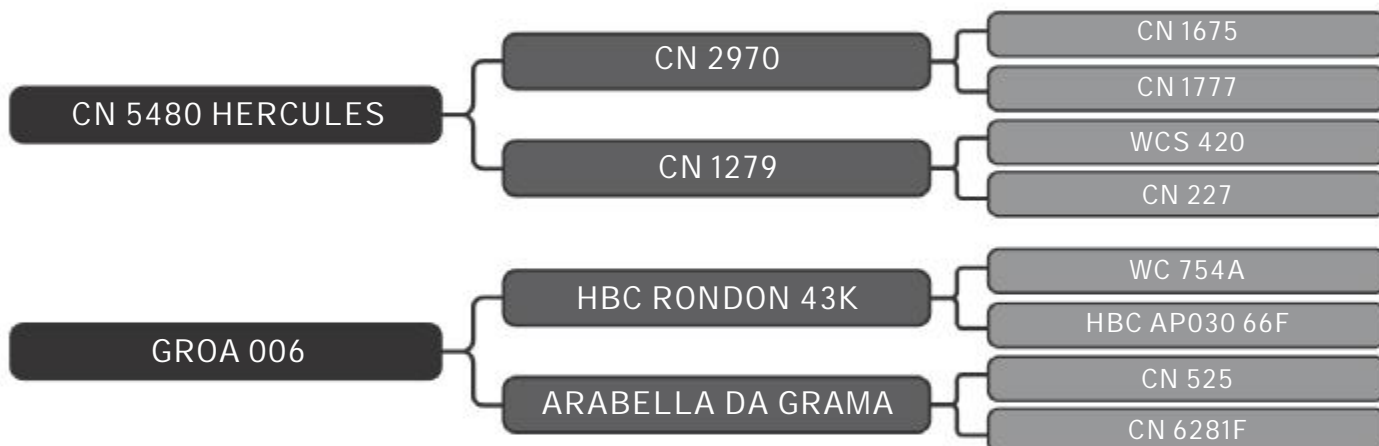 CN 5480 HERCULES
CN 2970
CN 1675
CN 1777
CN 1279
WCS 420
CN 227
GROA 006
HBC RONDON 43K
WC 754A
HBC AP030 66F
ARABELLA DA GRAMA
CN 525
CN 6281F